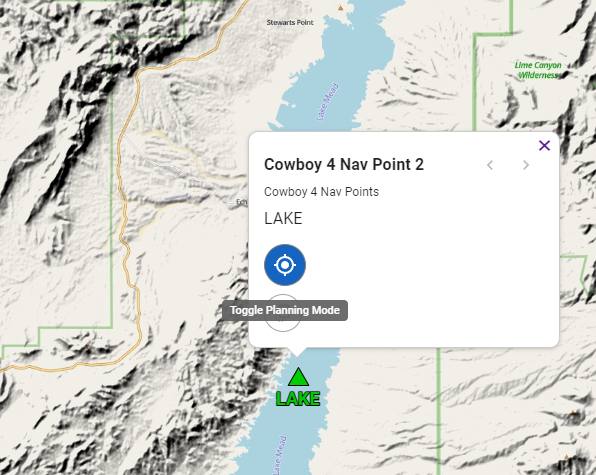 Stewarts Point
Lime Canyon
Wilderness
Lake Mead
Cowboy 4 Nav Point 2
Cowboy 4 Nav Points
LAKE
Toggle Planning Mode
LAKE
Lake Mead